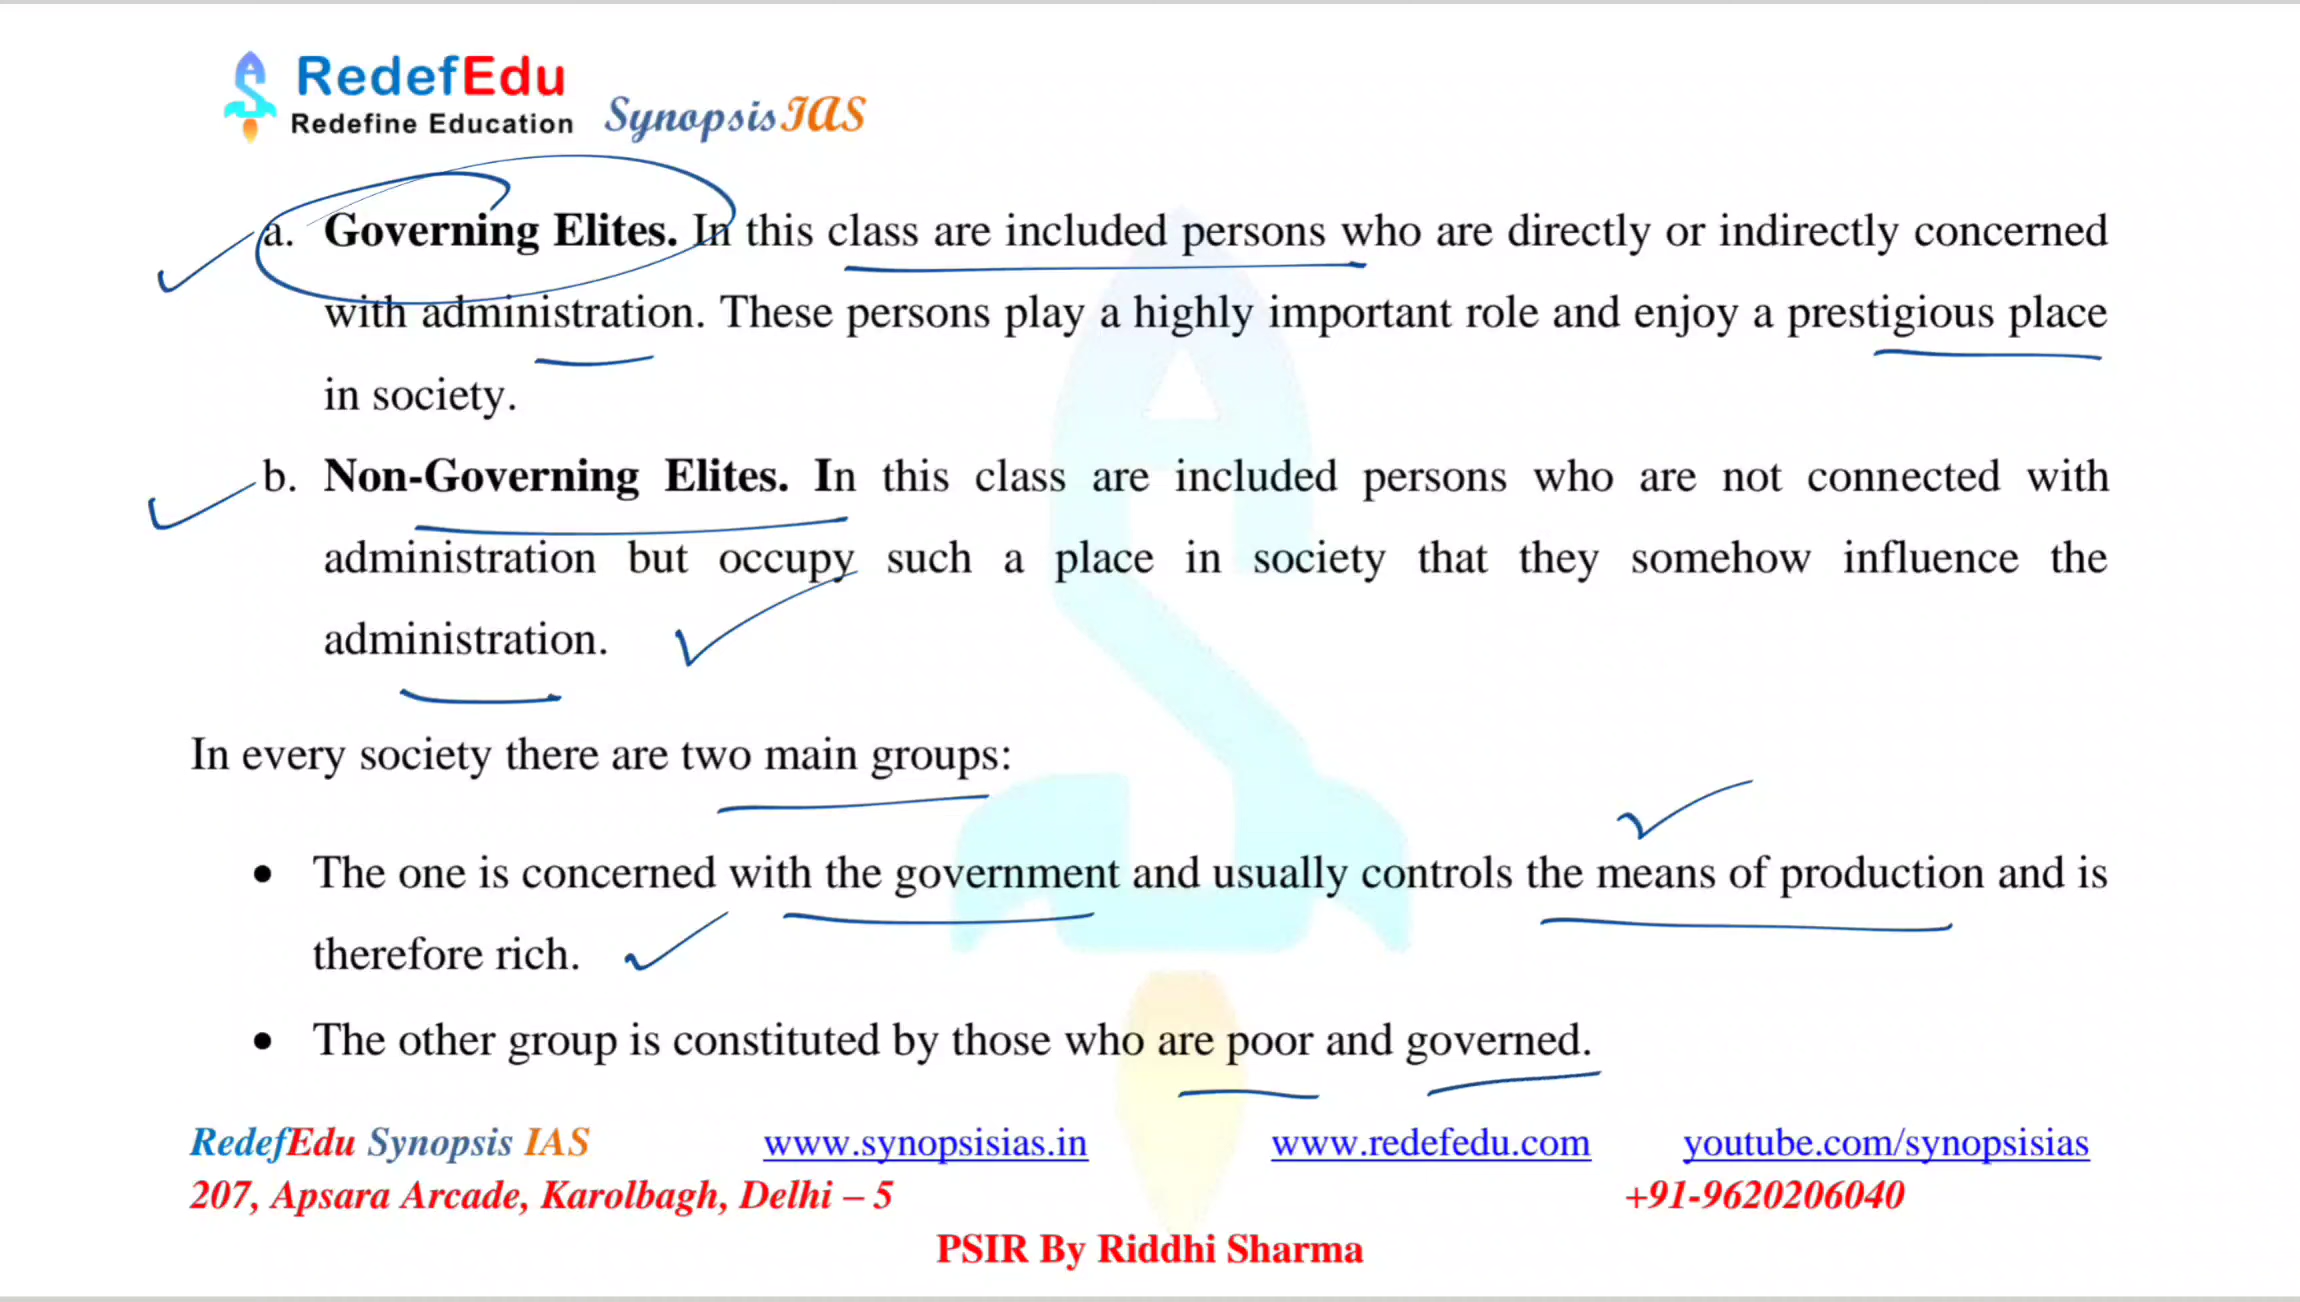 RedefEdu
Redefine Education SynopsisIAS
a. Governing Elites. In this class are included persons who are directly or indirectly concerned
with administration. These persons play a highly important role and enjoy a prestigious place
in society.
b. Non-Governing Elites. In this class are included persons who are not connected with
administration but occupy such a place in society that they somehow influence the
administration.
In every society there are two main groups:
• The one is concerned with the government and usually controls the means of production and is
therefore rich.
• The other group is constituted by those who are poor and governed.
RedefEdu Synopsis IAS www.synopsisias.in www.redefedu.com youtube.com/synopsisias
207, Apsara Arcade, Karolbagh, Delhi – 5 +91-9620206040
PSIR By Riddhi Sharma